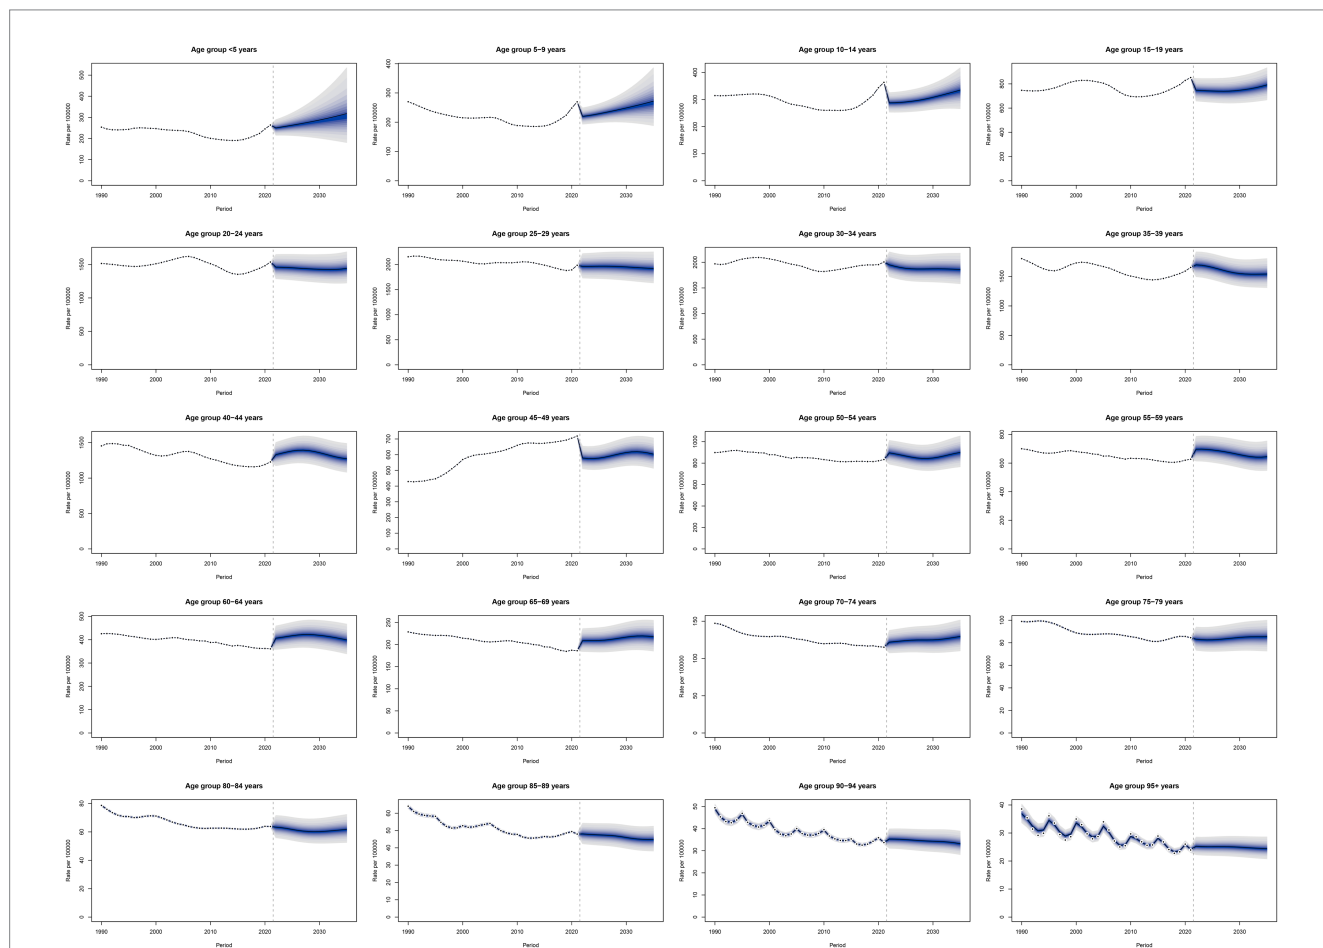 Age group <5 years
Age group 5–9 years
Age group 10–14 years
Age group 15–19 years
Rate per 100000
0 100 200 300 400 500
Rate per 100000
0 100 200 300 400
Rate per 100000
0 100 200 300 400
Rate per 100000
0 200 400 600 800
1990 2000 2010 2020 2030
1990 2000 2010 2020 2030
1990 2000 2010 2020 2030
1990 2000 2010 2020 2030
Period
Period
Period
Period
Age group 20–24 years
Age group 25–29 years
Age group 30–34 years
Age group 35–39 years
Rate per 100000
0 500 1000 1500
Rate per 100000
0 500 1000 1500 2000
Rate per 100000
0 500 1000 1500 2000
Rate per 100000
0 500 1000 1500
1990 2000 2010 2020 2030
1990 2000 2010 2020 2030
1990 2000 2010 2020 2030
1990 2000 2010 2020 2030
Period
Period
Period
Period
Age group 40–44 years
Age group 45–49 years
Age group 50–54 years
Age group 55–59 years
Rate per 100000
0 500 1000 1500
Rate per 100000
0 100 200 300 400 500 600 700
Rate per 100000
0 200 400 600 800 1000
Rate per 100000
0 200 400 600 800
1990 2000 2010 2020 2030
1990 2000 2010 2020 2030
1990 2000 2010 2020 2030
1990 2000 2010 2020 2030
Period
Period
Period
Period
Age group 60–64 years
Age group 65–69 years
Age group 70–74 years
Age group 75–79 years
Rate per 100000
0 100 200 300 400 500
Rate per 100000
0 50 100 150 200 250
Rate per 100000
0 50 100 150
Rate per 100000
0 20 40 60 80 100
1990 2000 2010 2020 2030
1990 2000 2010 2020 2030
1990 2000 2010 2020 2030
1990 2000 2010 2020 2030
Period
Period
Period
Period
Age group 80–84 years
Age group 85–89 years
Age group 90–94 years
Age group 95+ years
Rate per 100000
0 20 40 60 80
Rate per 100000
0 10 20 30 40 50 60
Rate per 100000
0 10 20 30 40 50
Rate per 100000
0 10 20 30 40
1990 2000 2010 2020 2030
1990 2000 2010 2020 2030
1990 2000 2010 2020 2030
1990 2000 2010 2020 2030
Period
Period
Period
Period